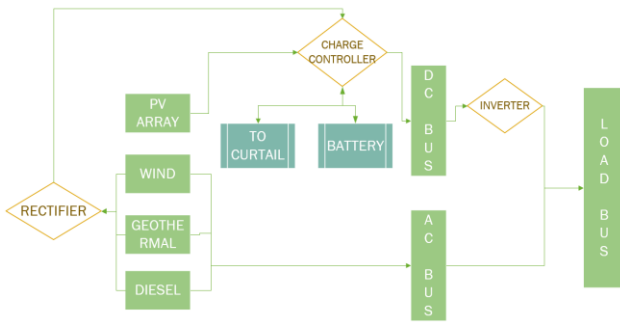 CHARGE
CONTROLLER
PV
ARRAY
TO
CURTAIL
BATTERY
D
C
B
U
S
INVERTER
L
O
A
D
B
U
S
WIND
RECTIFIER
GEOTHE
RMAL
DIESEL
A
C
B
U
S